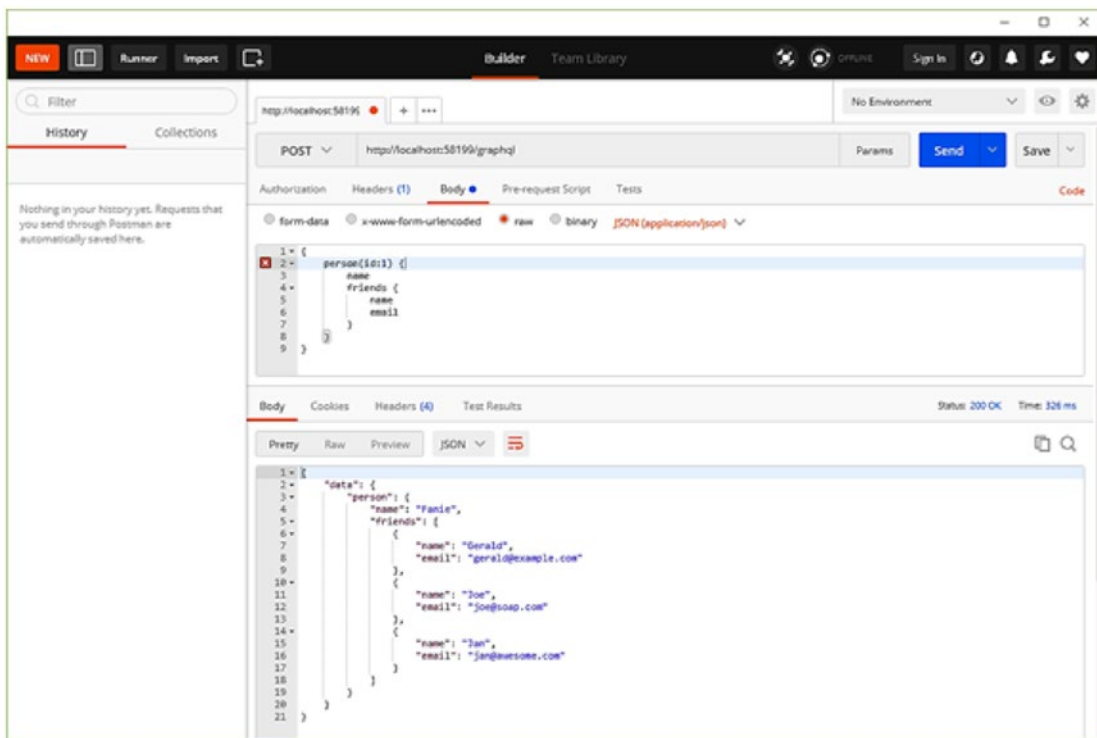 NEW Runner Import Builder Team Library OFFLINE Sign In
Filter
History Collections
Nothing in your history yet. Requests that
you send through Postman are
automatically saved here.
http://localhost:58199 + ••• No Environment
POST http://localhost:58199/graphql Params Send Save
Authorization Headers (1) Body Pre-request Script Tests Code
form-data x-www-form-urlencoded raw binary JSON (application/json)
1 {
2 person(id:1) {
3 name
4 friends {
5 name
6 email
7 }
8 }
9 }
Body Cookies Headers (4) Test Results Status: 200 OK Time: 326 ms
Pretty Raw Preview JSON
1 {
2 "data": {
3 "person": {
4 "name": "Fanie",
5 "friends": [
6 {
7 "name": "Gerald",
8 "email": "gerald@example.com"
9 },
10 {
11 "name": "Joe",
12 "email": "joe@soap.com"
13 },
14 {
15 "name": "Jan",
16 "email": "jan@awesome.com"
17 }
18 ]
19 }
20 }
21 }